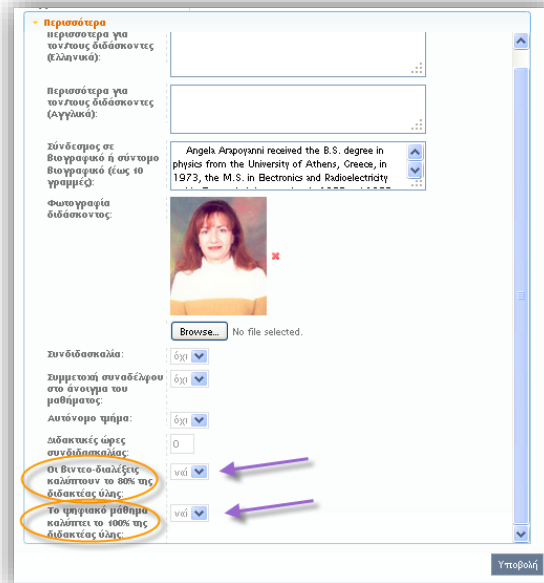 Περισσότερα
Περισσότερα για
τον/τους διδάσκοντες
(Ελληνικά):
Περισσότερα για
τον/τους διδάσκοντες
(Αγγλικά):
Σύνδεσμος σε
Βιογραφικό ή σύντομο
Βιογραφικό (έως 10
γραμμές):
Angela Arapoyanni received the B.S. degree in
physics from the University of Athens, Greece, in
1973, the M.S. in Electronics and Radioelectricity
Φωτογραφία
διδάσκοντος:
Browse... No file selected.
Συνδιδασκαλία: όχι
Συμμετοχή συναδέλφου όχι
στο άνοιγμα του
μαθήματος:
Αυτόνομο τμήμα: όχι
Διδακτικές ώρες 0
συνδιδασκαλίας:
Οι βιντεο-διαλέξεις ναί
καλύπτουν το 80% της
διδακτέας ύλης:
Το ψηφιακό μάθημα ναί
καλύπτει το 100% της
διδακτέας ύλης:
Υποβολή